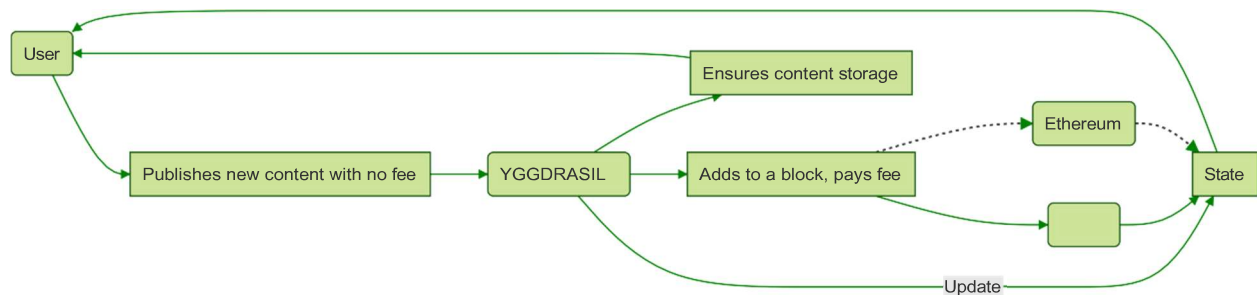 User
Ensures content storage
Ethereum
Publishes new content with no fee
YGGDRASIL
Adds to a block, pays fee
State
Update